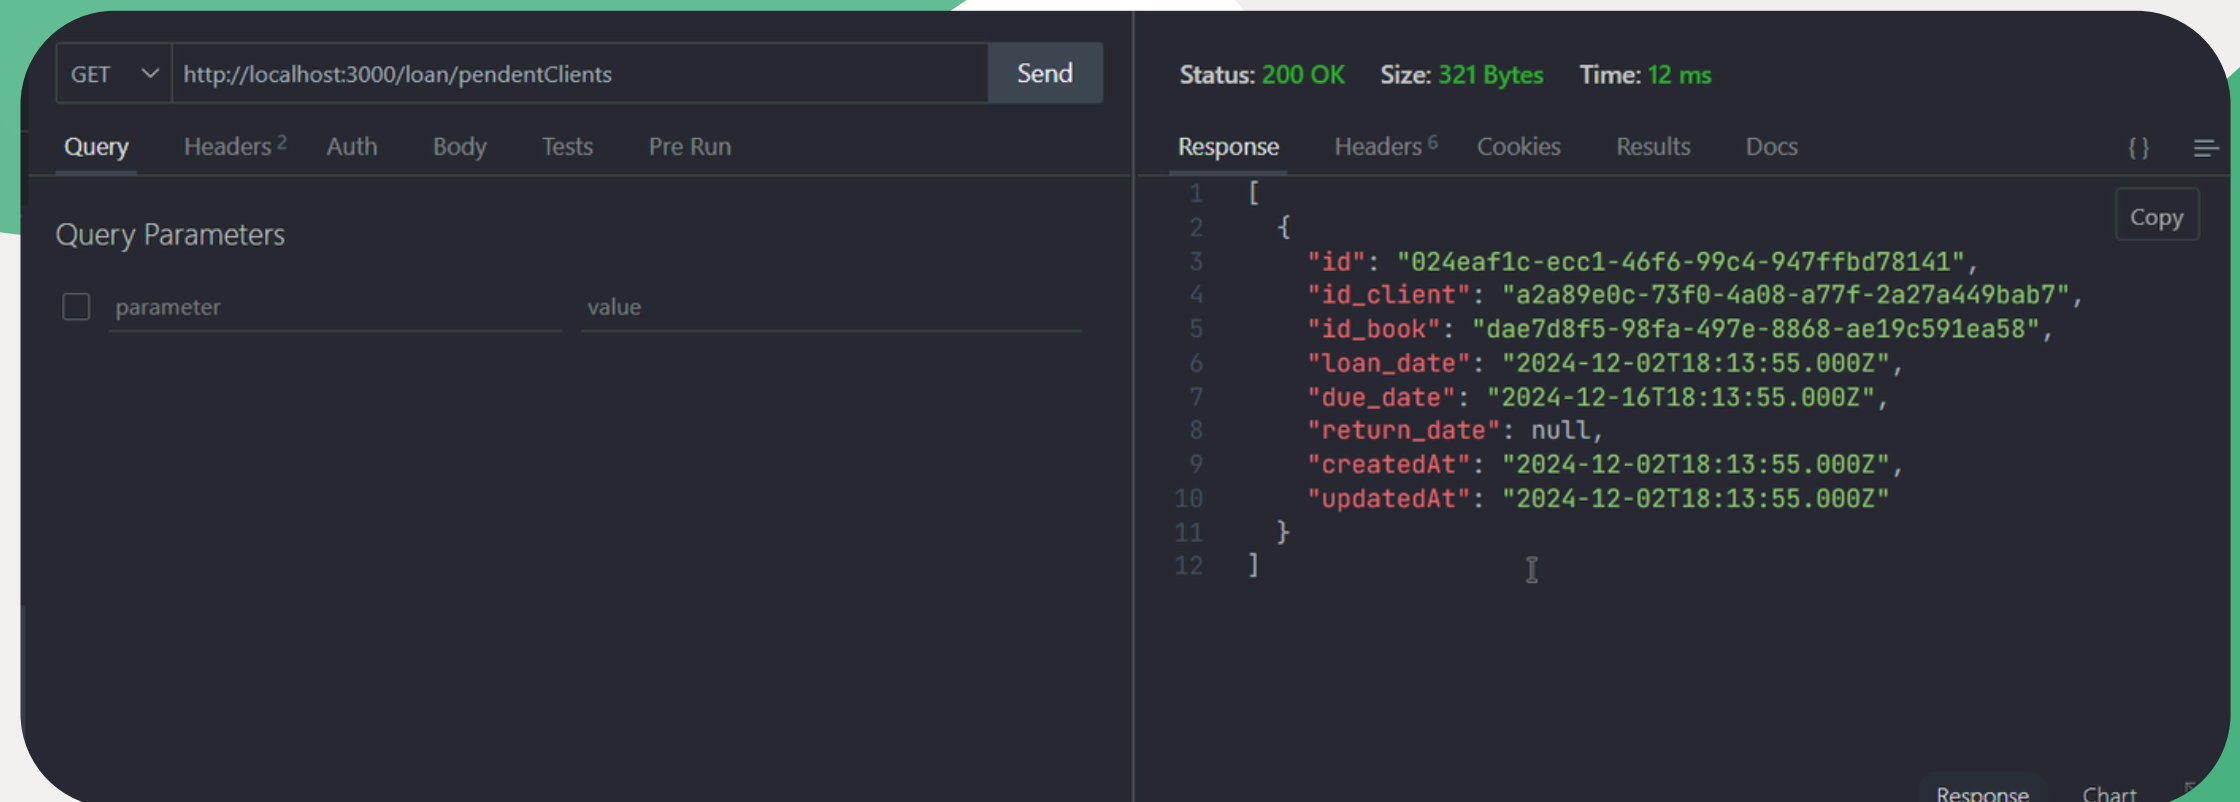 GET http://localhost:3000/loan/pendentClients Send
Query Headers 2 Auth Body Tests Pre Run
Query Parameters
parameter value
Status: 200 OK Size: 321 Bytes Time: 12 ms
Response Headers 6 Cookies Results Docs {}
Copy
1 [
2 {
3 "id": "024eaf1c-ecc1-46f6-99c4-947ffbd78141",
4 "id_client": "a2a89e0c-73f0-4a08-a77f-2a27a449bab7",
5 "id_book": "dae7d8f5-98fa-497e-8868-ae19c591ea58",
6 "loan_date": "2024-12-02T18:13:55.000Z",
7 "due_date": "2024-12-16T18:13:55.000Z",
8 "return_date": null,
9 "createdAt": "2024-12-02T18:13:55.000Z",
10 "updatedAt": "2024-12-02T18:13:55.000Z"
11 }
12 ]
Response Chart